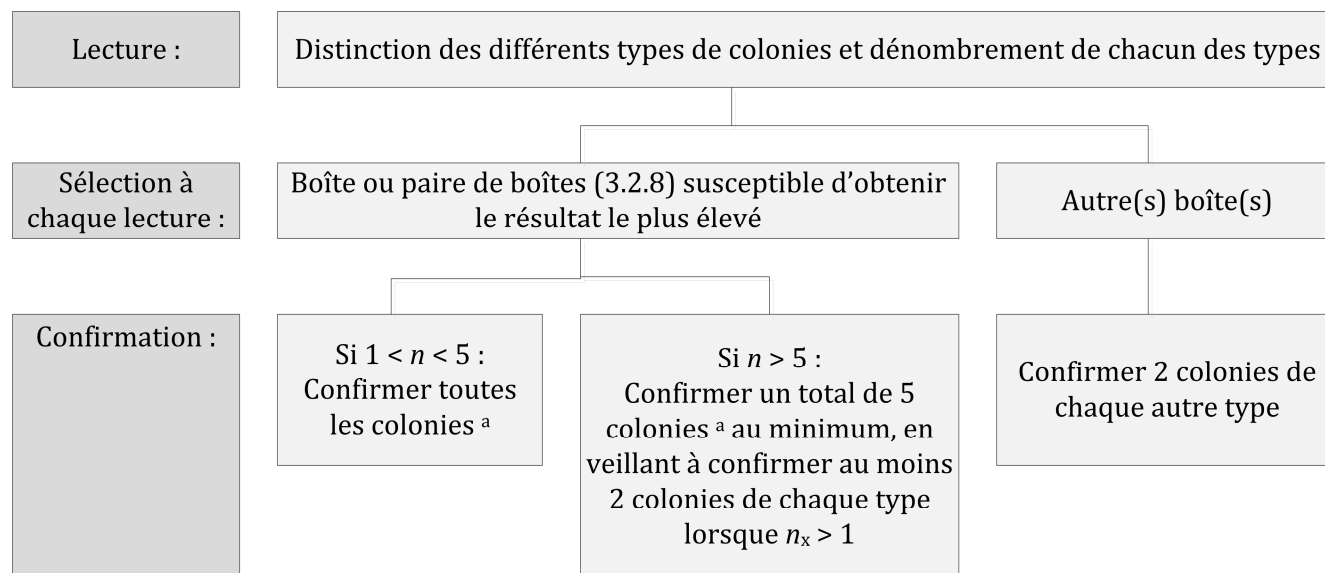 Lecture :
Distinction des différents types de colonies et dénombrement de chacun des types
Sélection à
chaque lecture :
Boîte ou paire de boîtes (3.2.8) susceptible d’obtenir
le résultat le plus élevé
Autre(s) boîte(s)
Confirmation :
Si 1 < n < 5 :
Confirmer toutes
les colonies a
Si n > 5 :
Confirmer un total de 5
colonies a au minimum, en
veillant à confirmer au moins
2 colonies de chaque type
lorsque nx > 1
Confirmer 2 colonies de
chaque autre type